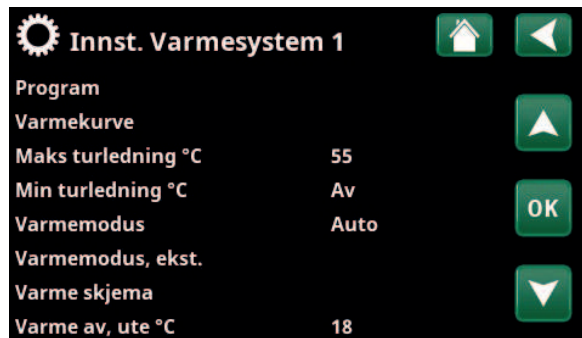 Innst. Varmesystem 1
Program
Varmekurve
Maks turledning °C 55
Min turledning °C Av
Varmemodus Auto
OK
Varmemodus, ekst.
Varme skjema
Varme av, ute °C 18